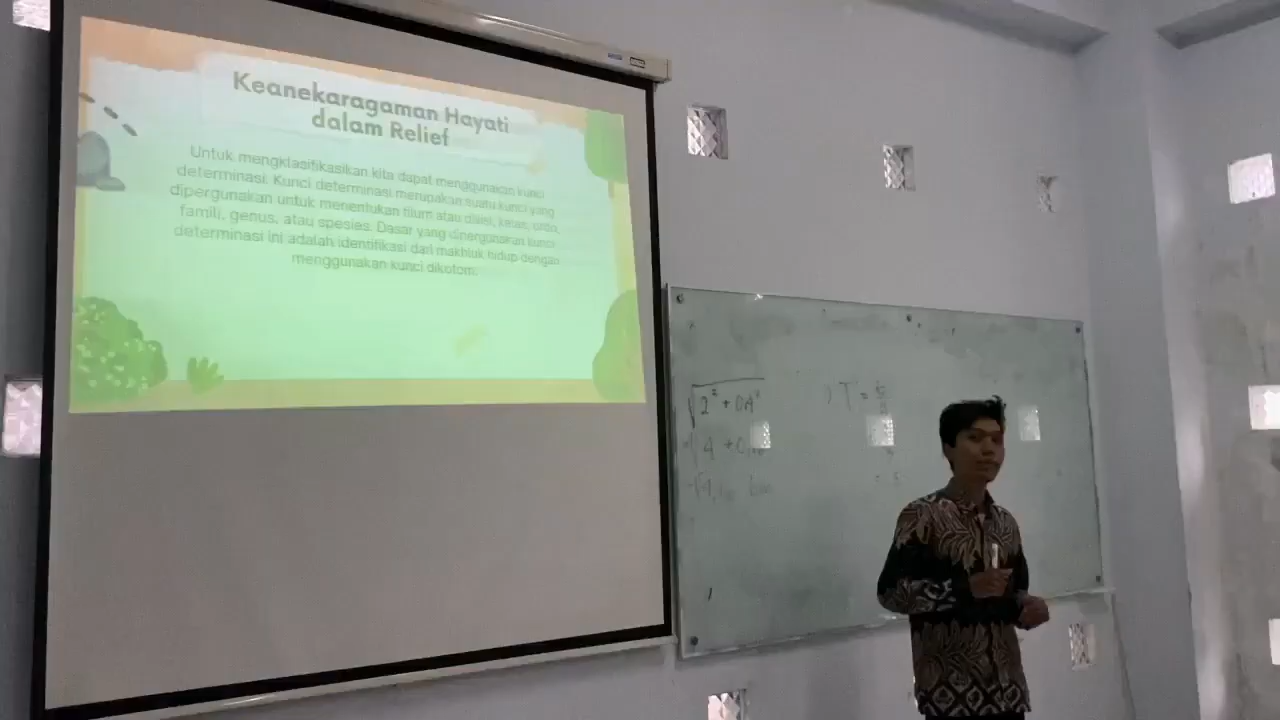 Keanekaragaman Hayati
dalam Relief
Untuk mengklasifikasikan kita dapat menggunakan kunci
determinasi. Kunci determinasi merupakan suatu kunci yang
dipergunakan untuk menentukan filum atau divisi, kelas, ordo,
famili, genus, atau spesies. Dasar yang dipergunakan kunci
determinasi ini adalah identifikasi dari makhluk hidup dengan
menggunakan kunci dikotom.
√2² +
4 +
T =